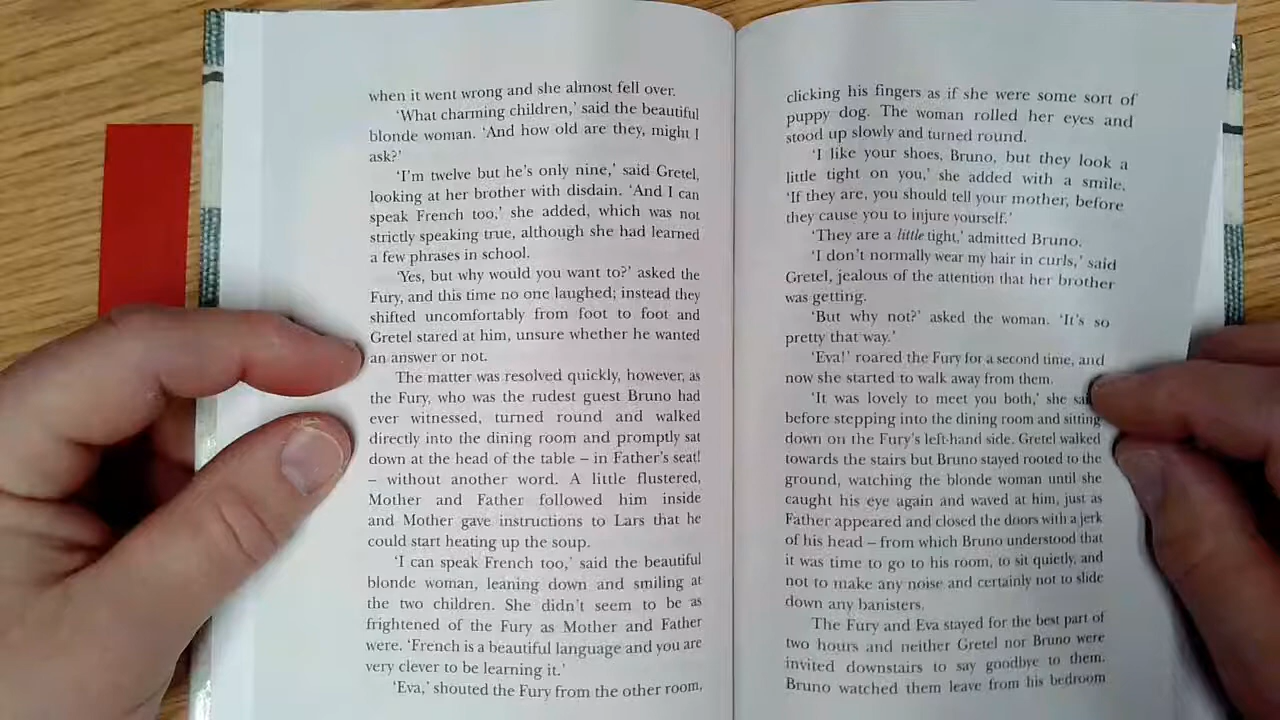 when it went wrong and she almost fell over.
‘What charming children,’ said the beautiful
blonde woman. ‘And how old are they, might I
ask?’
‘I’m twelve but he’s only nine,’ said Gretel,
looking at her brother with disdain. ‘And I can
speak French too,’ she added, which was not
strictly speaking true, although she had learned
a few phrases in school.
‘Yes, but why would you want to?’ asked the
Fury, and this time no one laughed; instead they
shifted uncomfortably from foot to foot and
Gretel stared at him, unsure whether he wanted
an answer or not.
The matter was resolved quickly, however, as
the Fury, who was the rudest guest Bruno had
ever witnessed, turned round and walked
directly into the dining room and promptly sat
down at the head of the table – in Father’s seat!
– without another word. A little flustered,
Mother and Father followed him inside
and Mother gave instructions to Lars that he
could start heating up the soup.
‘I can speak French too,’ said the beautiful
blonde woman, leaning down and smiling at
the two children. She didn’t seem to be as
frightened of the Fury as Mother and Father
were. ‘French is a beautiful language and you are
very clever to be learning it.’
‘Eva,’ shouted the Fury from the other room,
clicking his fingers as if she were some sort of
puppy dog. The woman rolled her eyes and
stood up slowly and turned round.
‘I like your shoes, Bruno, but they look a
little tight on you,’ she added with a smile.
‘If they are, you should tell your mother, before
they cause you to injure yourself.’
‘They are a little tight,’ admitted Bruno.
‘I don’t normally wear my hair in curls,’ said
Gretel, jealous of the attention that her brother
was getting.
‘But why not?’ asked the woman. ‘It’s so
pretty that way.’
‘Eva!’ roared the Fury for a second time, and
now she started to walk away from them.
‘It was lovely to meet you both,’ she said
before stepping into the dining room and sitting
down on the Fury’s left-hand side. Gretel walked
towards the stairs but Bruno stayed rooted to the
ground, watching the blonde woman until she
caught his eye again and waved at him, just as
Father appeared and closed the doors with a jerk
of his head – from which Bruno understood that
it was time to go to his room, to sit quietly, and
not to make any noise and certainly not to slide
down any banisters.
The Fury and Eva stayed for the best part of
two hours and neither Gretel nor Bruno were
invited downstairs to say goodbye to them.
Bruno watched them leave from his bedroom